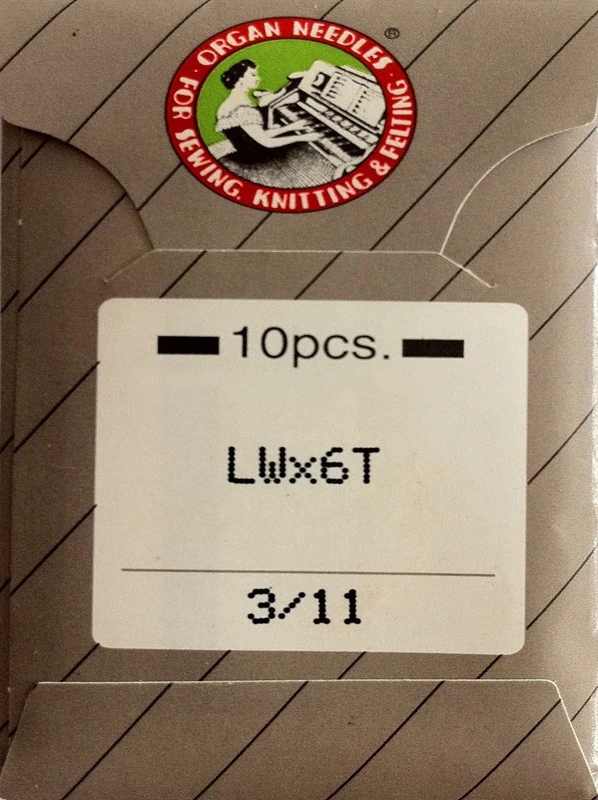 ORGAN NEEDLES
®
· FOR SEWING, KNITTING & FELTING ·
10pcs.
LWx6T
3/11